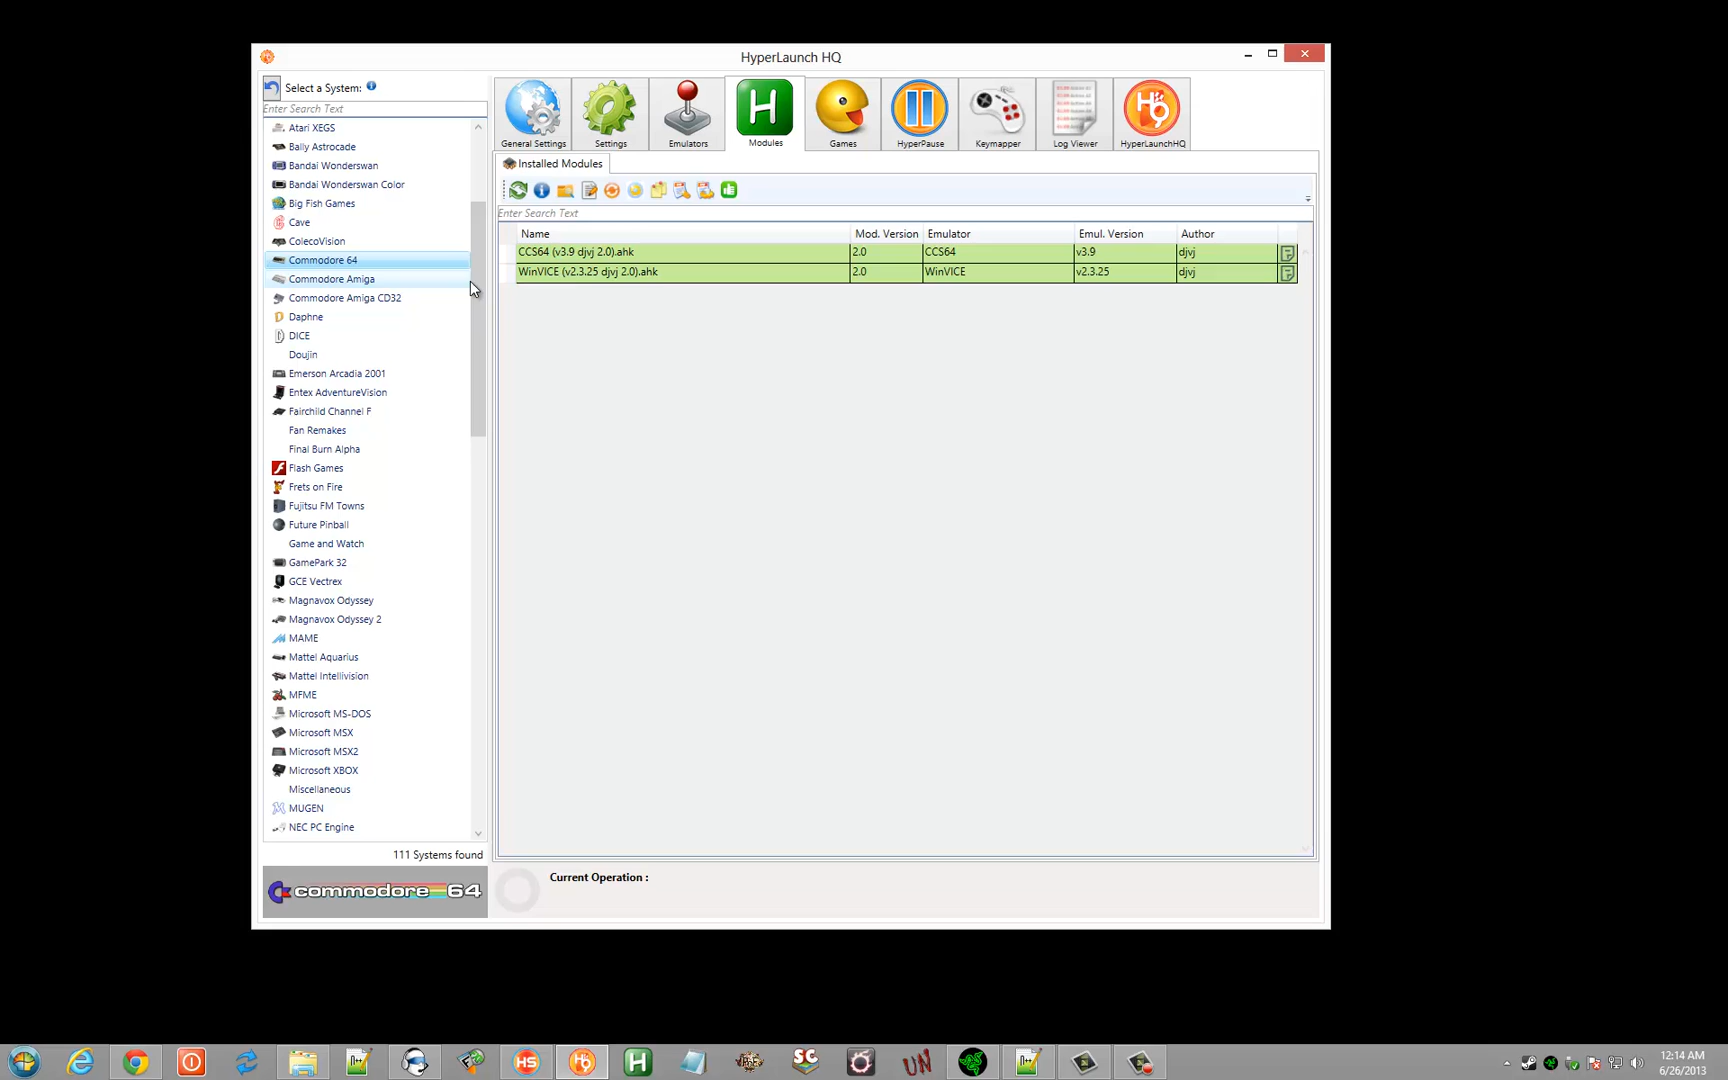 HyperLaunch HQ
Select a System:
Enter Search Text
Atari XEGS
Bally Astrocade
Bandai Wonderswan
Bandai Wonderswan Color
Big Fish Games
Cave
ColecoVision
Commodore 64
Commodore Amiga
Commodore Amiga CD32
Daphne
DICE
Doujin
Emerson Arcadia 2001
Entex AdventureVision
Fairchild Channel F
Fan Remakes
Final Burn Alpha
Flash Games
Frets on Fire
Fujitsu FM Towns
Future Pinball
Game and Watch
GamePark 32
GCE Vectrex
Magnavox Odyssey
Magnavox Odyssey 2
MAME
Mattel Aquarius
Mattel Intellivision
MFME
Microsoft MS-DOS
Microsoft MSX
Microsoft MSX2
Microsoft XBOX
Miscellaneous
MUGEN
NEC PC Engine
111 Systems found
commodore 64
General Settings
Settings
Emulators
H
Modules
Games
HyperPause
Keymapper
Log Viewer
HQ
HyperLaunchHQ
Installed Modules
Enter Search Text
Name Mod. Version Emulator Emul. Version Author
CCS64 (v3.9 djvj 2.0).ahk 2.0 CCS64 v3.9 djvj
WinVICE (v2.3.25 djvj 2.0).ahk 2.0 WinVICE v2.3.25 djvj
Current Operation :
HS
HQ
H
SC
UN
12:14 AM
6/26/2013